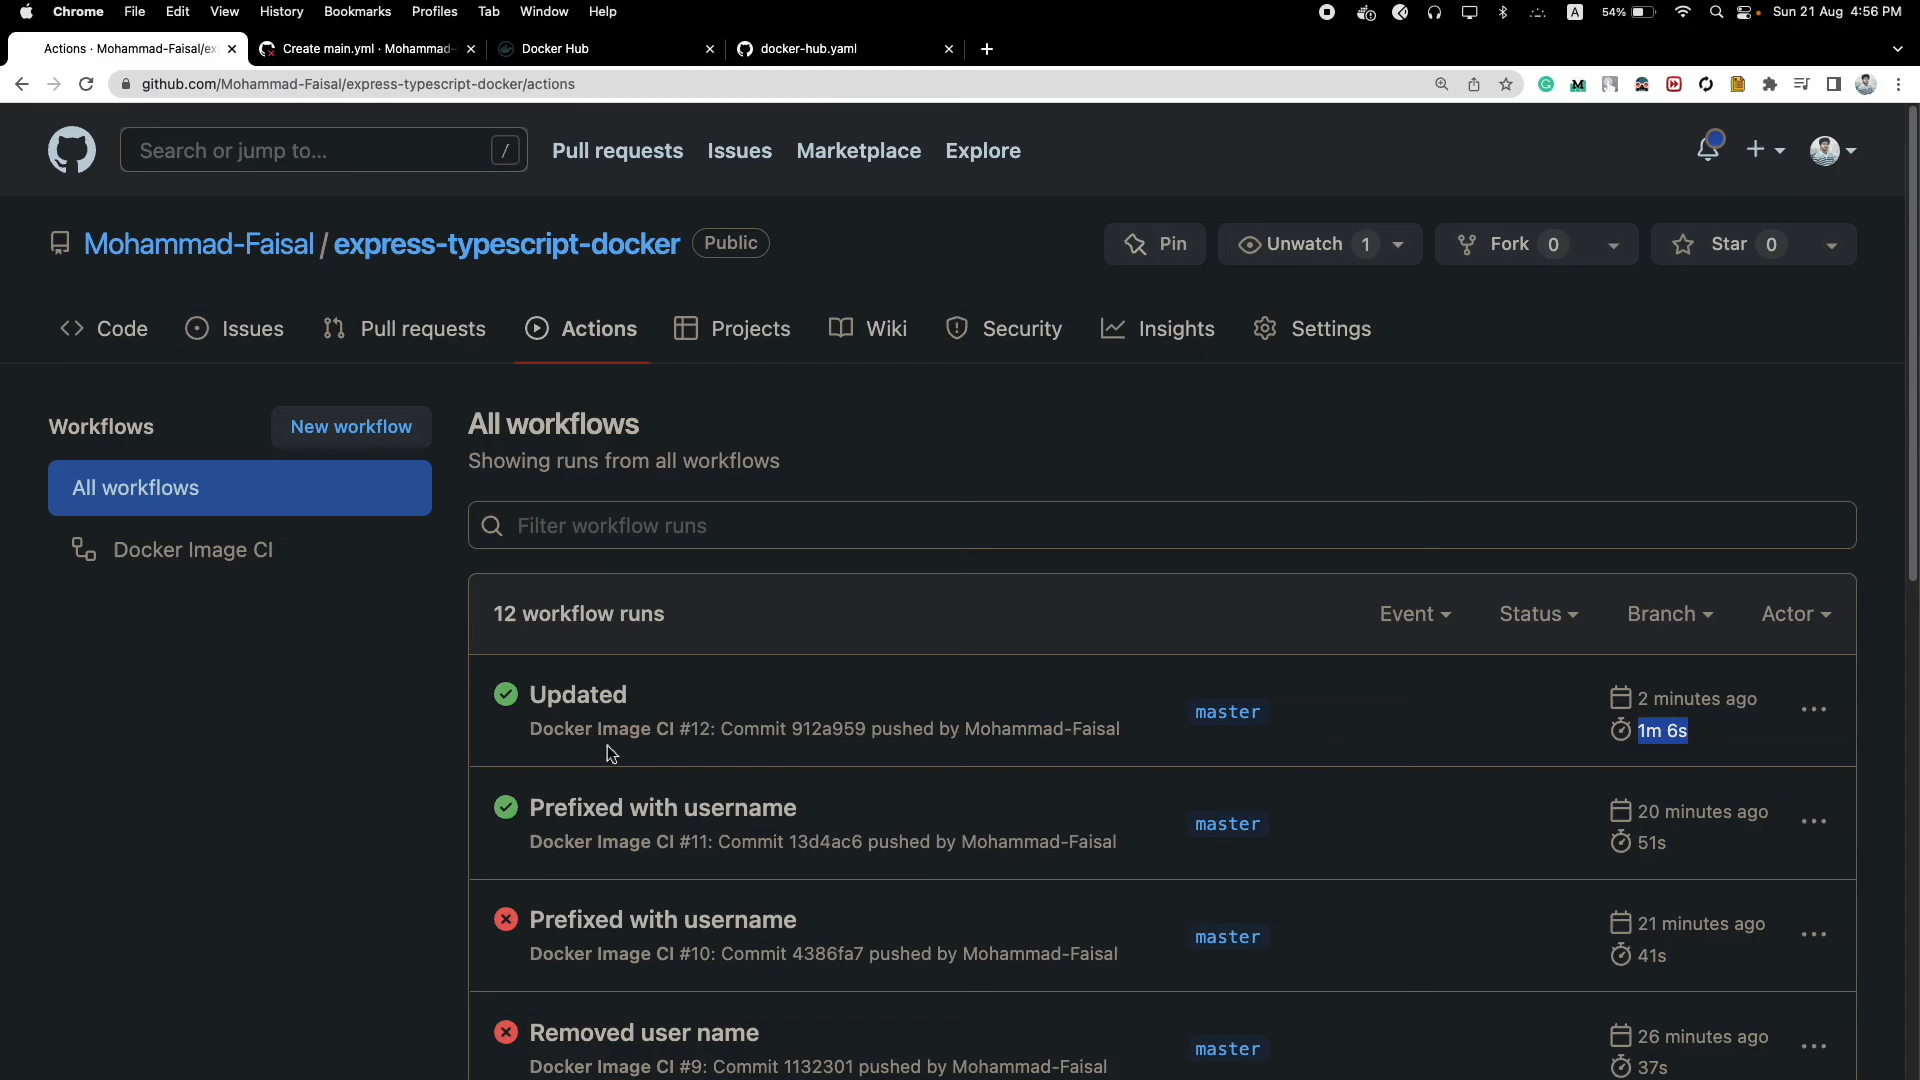 Chrome File Edit View History Bookmarks Profiles Tab Window Help A 54% Sun 21 Aug 4:56 PM
Actions · Mohammad-Faisal/ex Create main.yml · Mohammad- Docker Hub docker-hub.yaml
github.com/Mohammad-Faisal/express-typescript-docker/actions
Search or jump to... / Pull requests Issues Marketplace Explore
Mohammad-Faisal / express-typescript-docker Public Pin Unwatch 1 Fork 0 Star 0
Code Issues Pull requests Actions Projects Wiki Security Insights Settings
Workflows New workflow
All workflows
Docker Image CI
All workflows
Showing runs from all workflows
Filter workflow runs
12 workflow runs Event Status Branch Actor
Updated
Docker Image CI #12: Commit 912a959 pushed by Mohammad-Faisal
master
2 minutes ago
1m 6s
Prefixed with username
Docker Image CI #11: Commit 13d4ac6 pushed by Mohammad-Faisal
master
20 minutes ago
51s
Prefixed with username
Docker Image CI #10: Commit 4386fa7 pushed by Mohammad-Faisal
master
21 minutes ago
41s
Removed user name
Docker Image CI #9: Commit 1132301 pushed by Mohammad-Faisal
master
26 minutes ago
37s